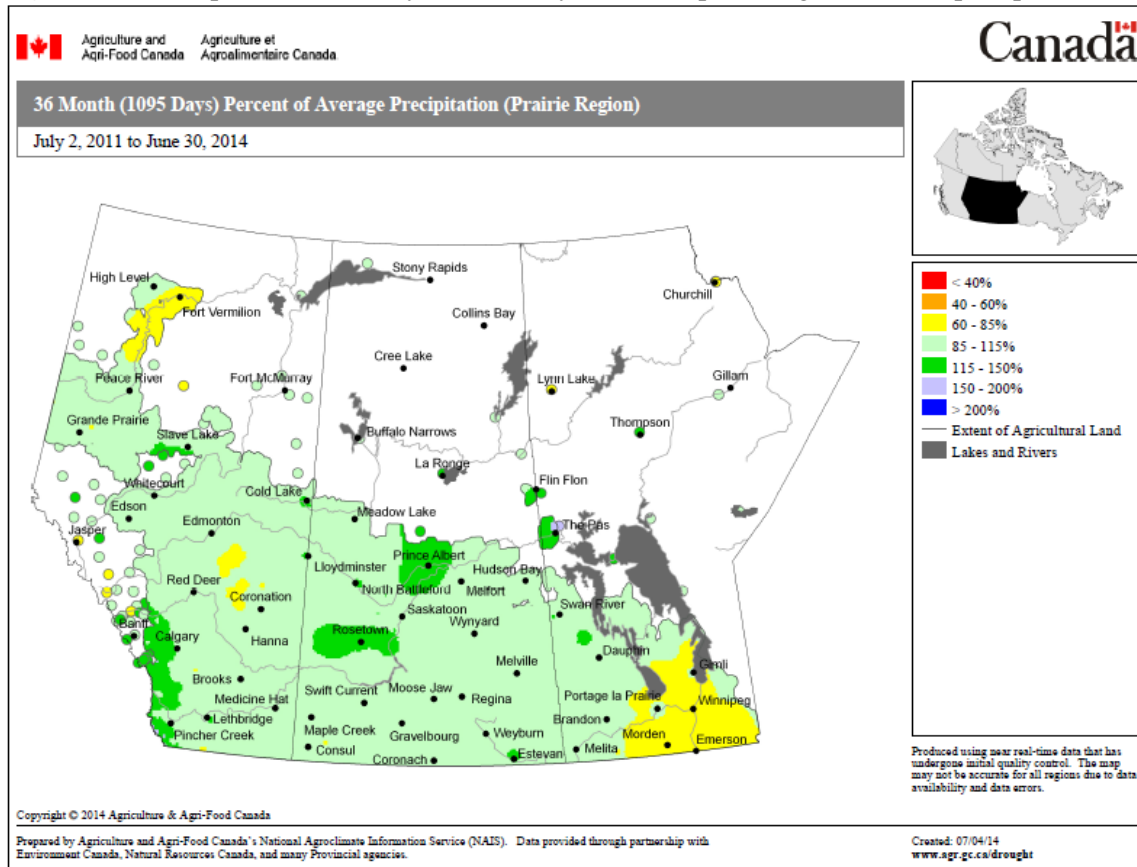 Agriculture and Agriculture et
Agri-Food Canada Agroalimentaire Canada
Canada
36 Month (1095 Days) Percent of Average Precipitation (Prairie Region)
July 2, 2011 to June 30, 2014
High Level
Fort Vermilion
Stony Rapids
Churchill
Collins Bay
Cree Lake
Peace River
Fort McMurray
Lynn Lake
Gillam
Grande Prairie
Slave Lake
Buffalo Narrows
Thompson
La Ronge
Whitecourt
Cold Lake
Flin Flon
Edson
Meadow Lake
Edmonton
Jasper
The Pas
Lloydminster
Prince Albert
Hudson Bay
Red Deer
North Battleford
Melfort
Coronation
Saskatoon
Swan River
Banff
Calgary
Hanna
Rosetown
Wynyard
Dauphin
Gimli
Brooks
Melville
Medicine Hat
Swift Current
Moose Jaw
Regina
Portage la Prairie
Winnipeg
Lethbridge
Pincher Creek
Maple Creek
Gravelbourg
Weyburn
Brandon
Morden
Emerson
Consul
Coronach
Estevan
Melita
< 40%
40 - 60%
60 - 85%
85 - 115%
115 - 150%
150 - 200%
> 200%
Extent of Agricultural Land
Lakes and Rivers
Produced using near real-time data that has
undergone initial quality control. The map
may not be accurate for all regions due to data
availability and data errors.
Copyright © 2014 Agriculture & Agri-Food Canada
Prepared by Agriculture and Agri-Food Canada's National Agroclimate Information Service (NAIS). Data provided through partnership with
Environment Canada, Natural Resources Canada, and many Provincial agencies.
Created: 07/04/14
www.agr.gc.ca/drought